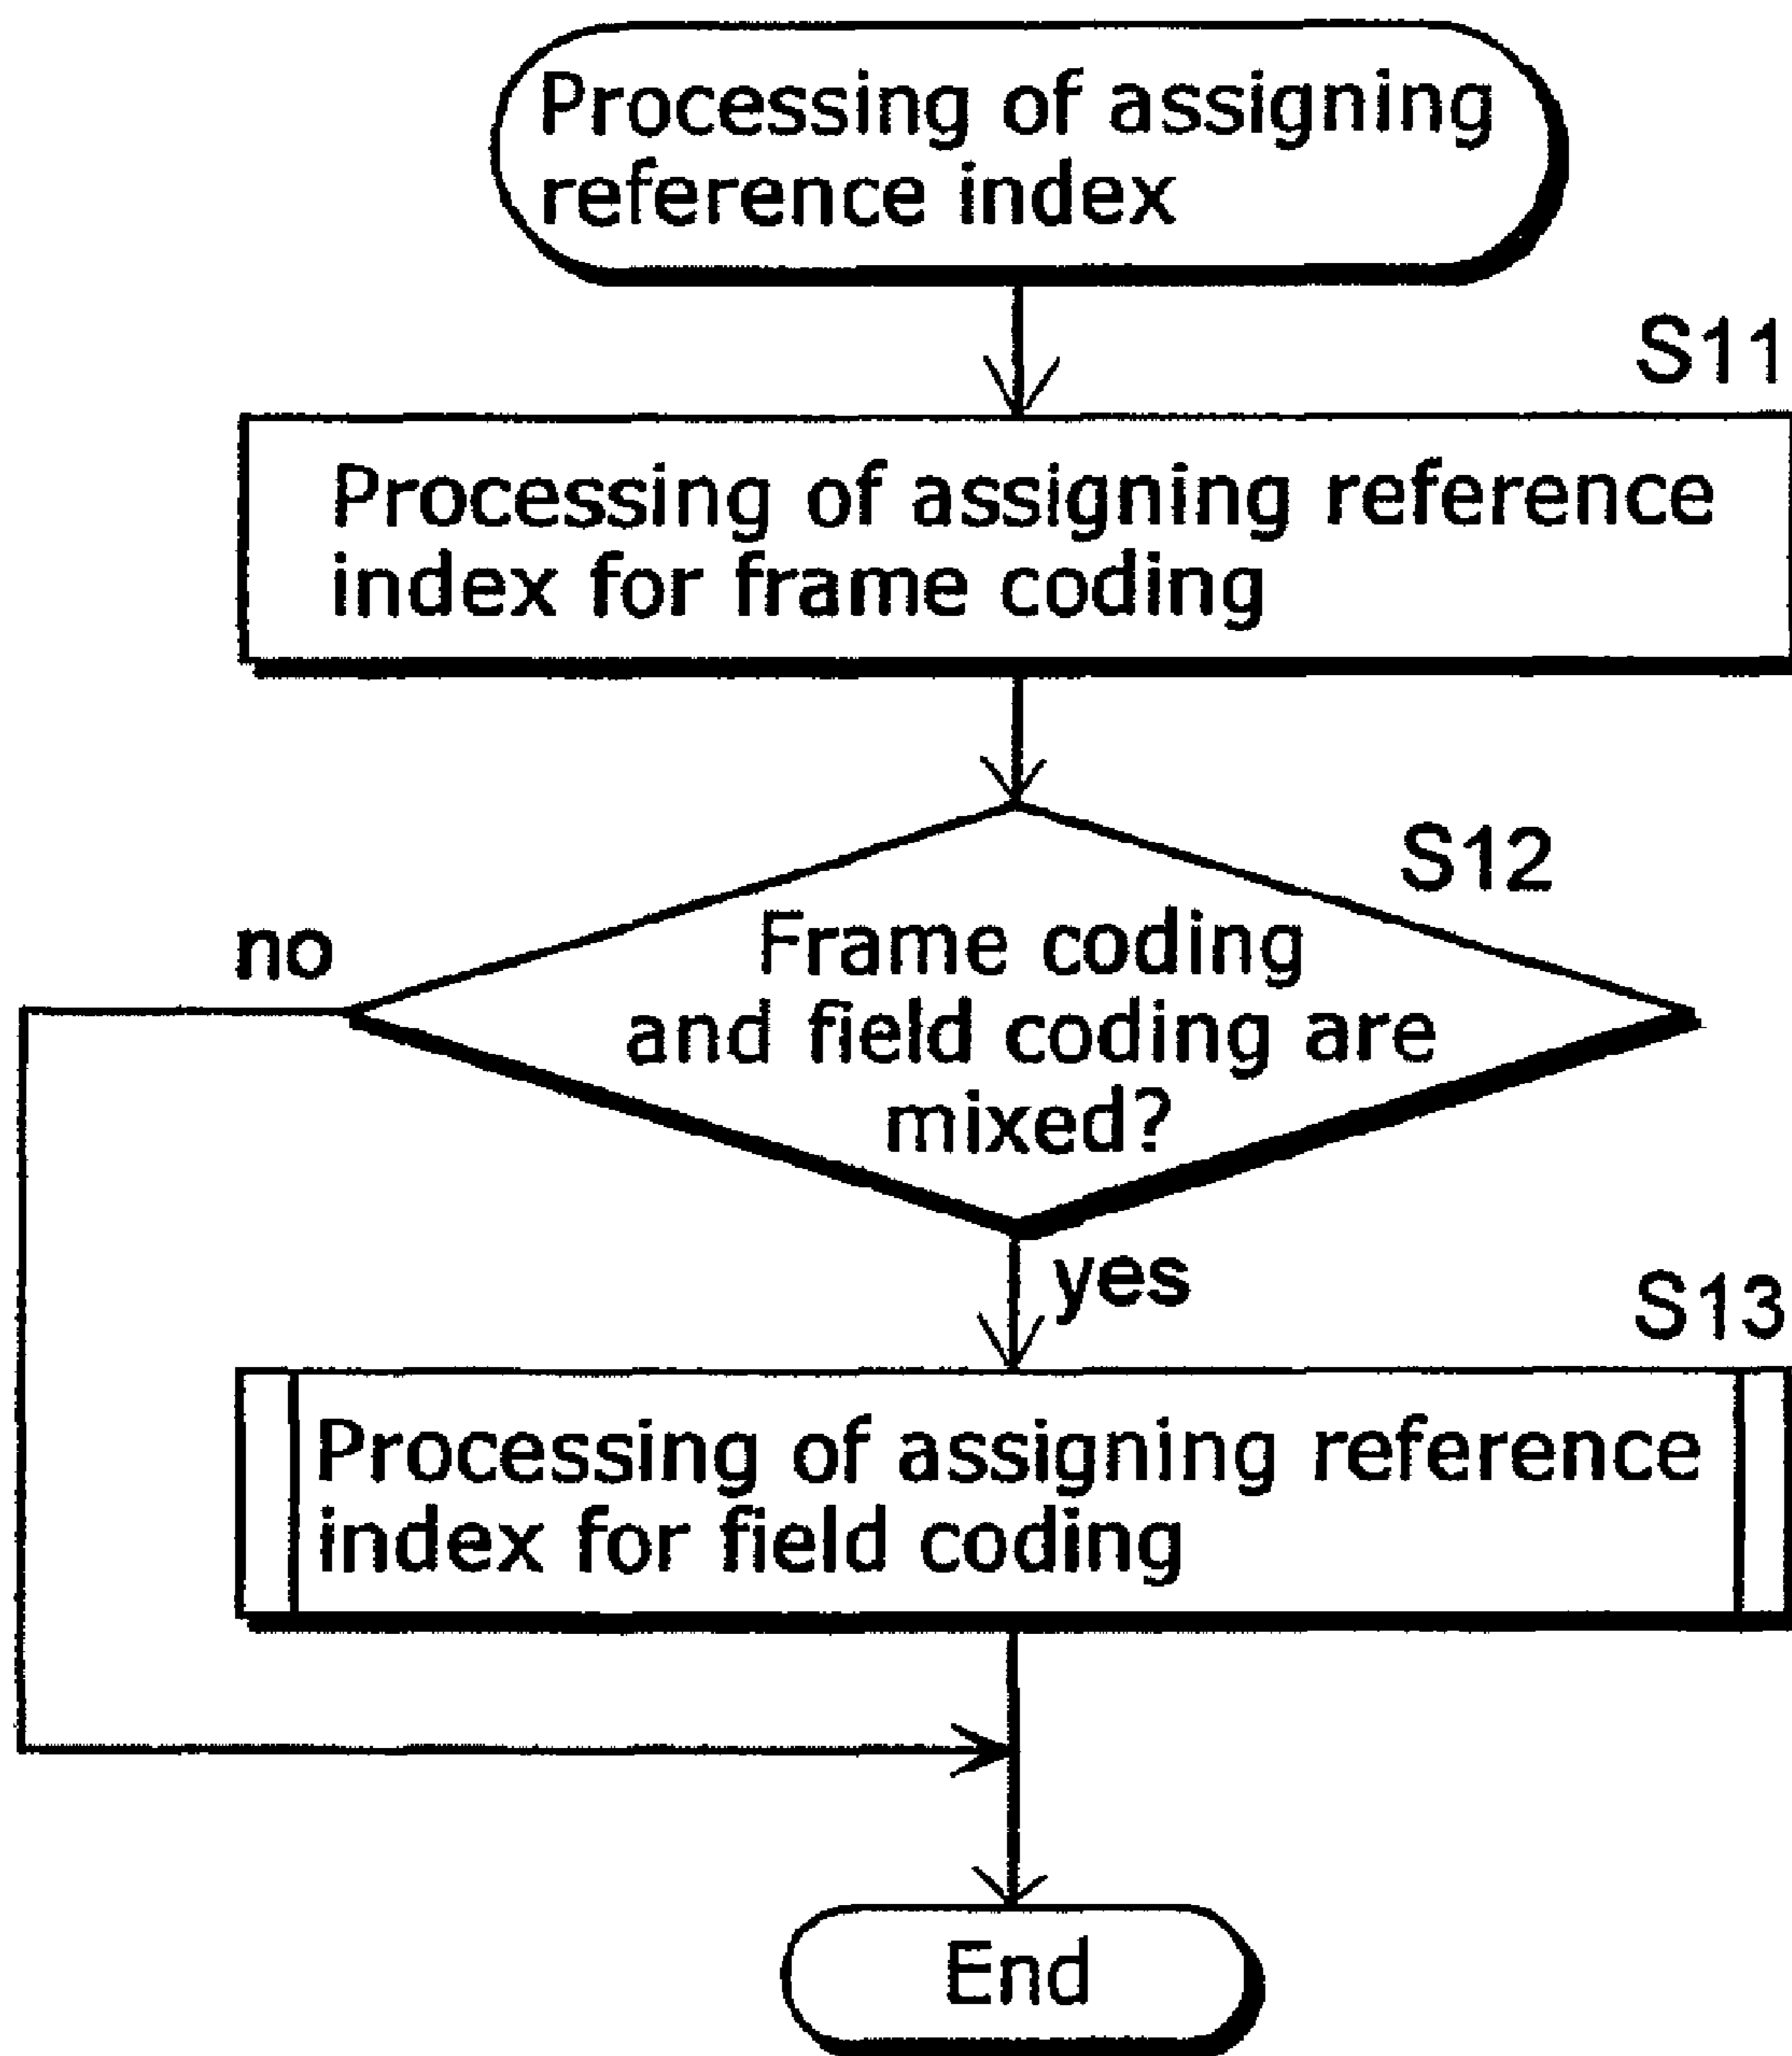 Processing of assigning
reference index
S11
Processing of assigning reference
index for frame coding
S12
no
Frame coding
and field coding are
mixed?
yes
S13
Processing of assigning reference
index for field coding
End